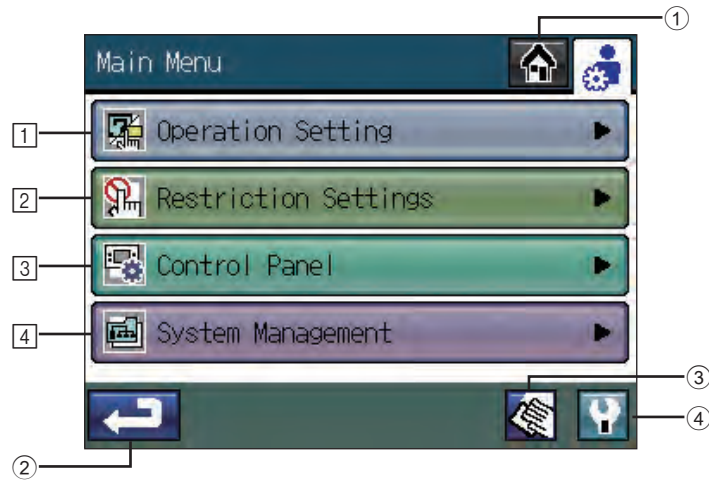 ①
Main Menu
1 Operation Setting
2 Restriction Settings
3 Control Panel
4 System Management
③
④
②